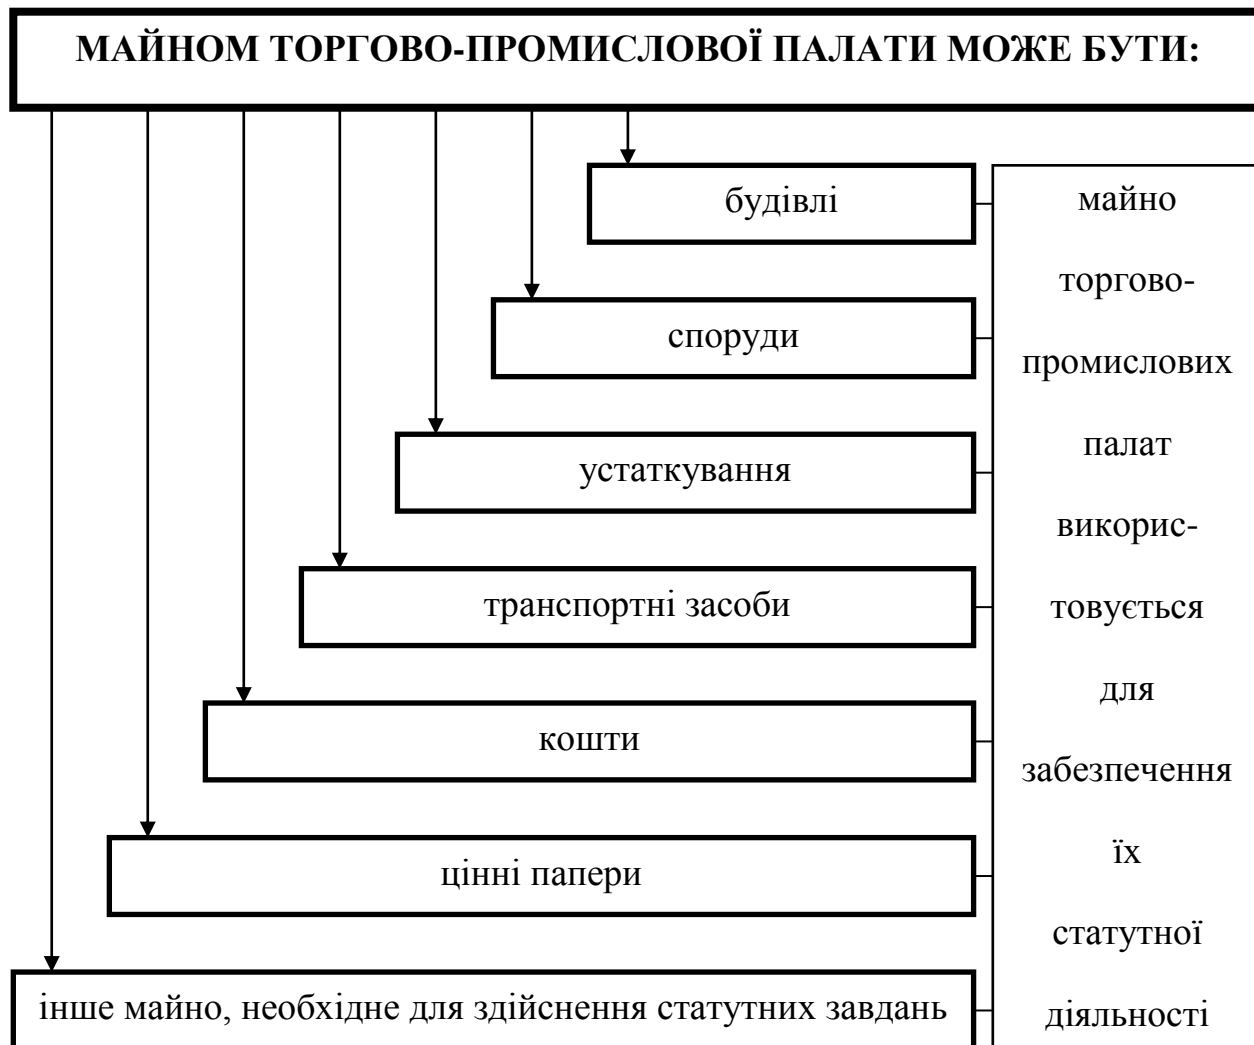 МАЙНОМ ТОРГОВО-ПРОМИСЛОВОЇ ПАЛАТИ МОЖЕ БУТИ:
будівлі
споруди
устаткування
транспортні засоби
кошти
цінні папери
інше майно, необхідне для здійснення статутних завдань
майно
торгово-
промислових
палат
викорис-
товується
для
забезпечення
їх
статутної
діяльності